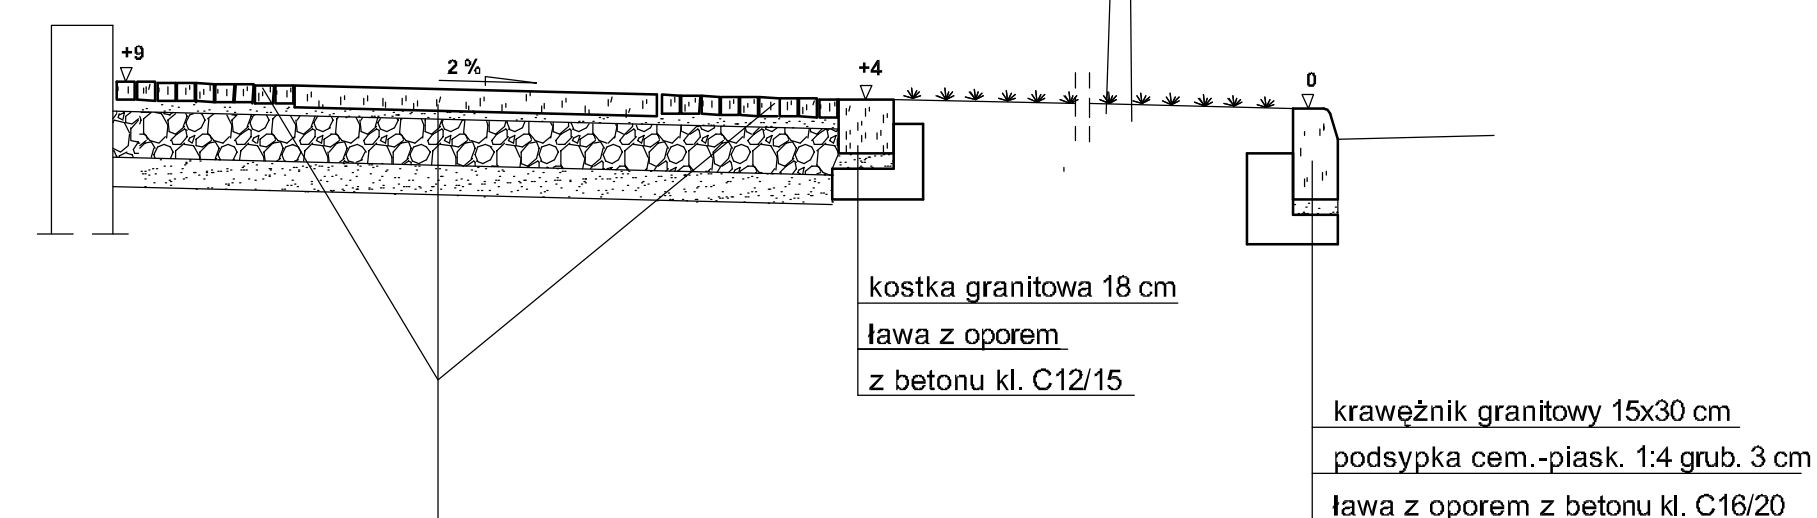 +9
2 %
+4
0
kostka granitowa 18 cm
ława z oporem
z betonu kl. C12/15
krawężnik granitowy 15x30 cm
podsypka cem.-piask. 1:4 grub. 3 cm
ława z oporem z betonu kl. C16/20